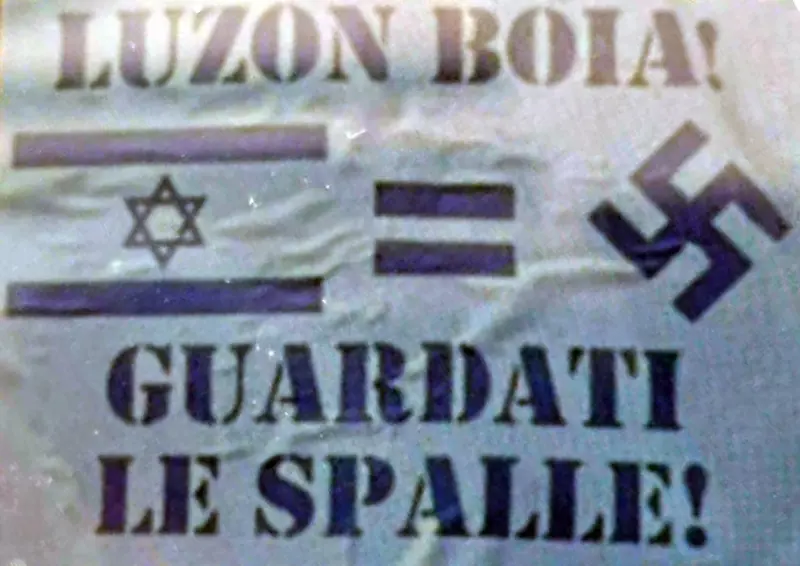 LUZON BOIA!
=
GUARDATI
LE SPALLE!